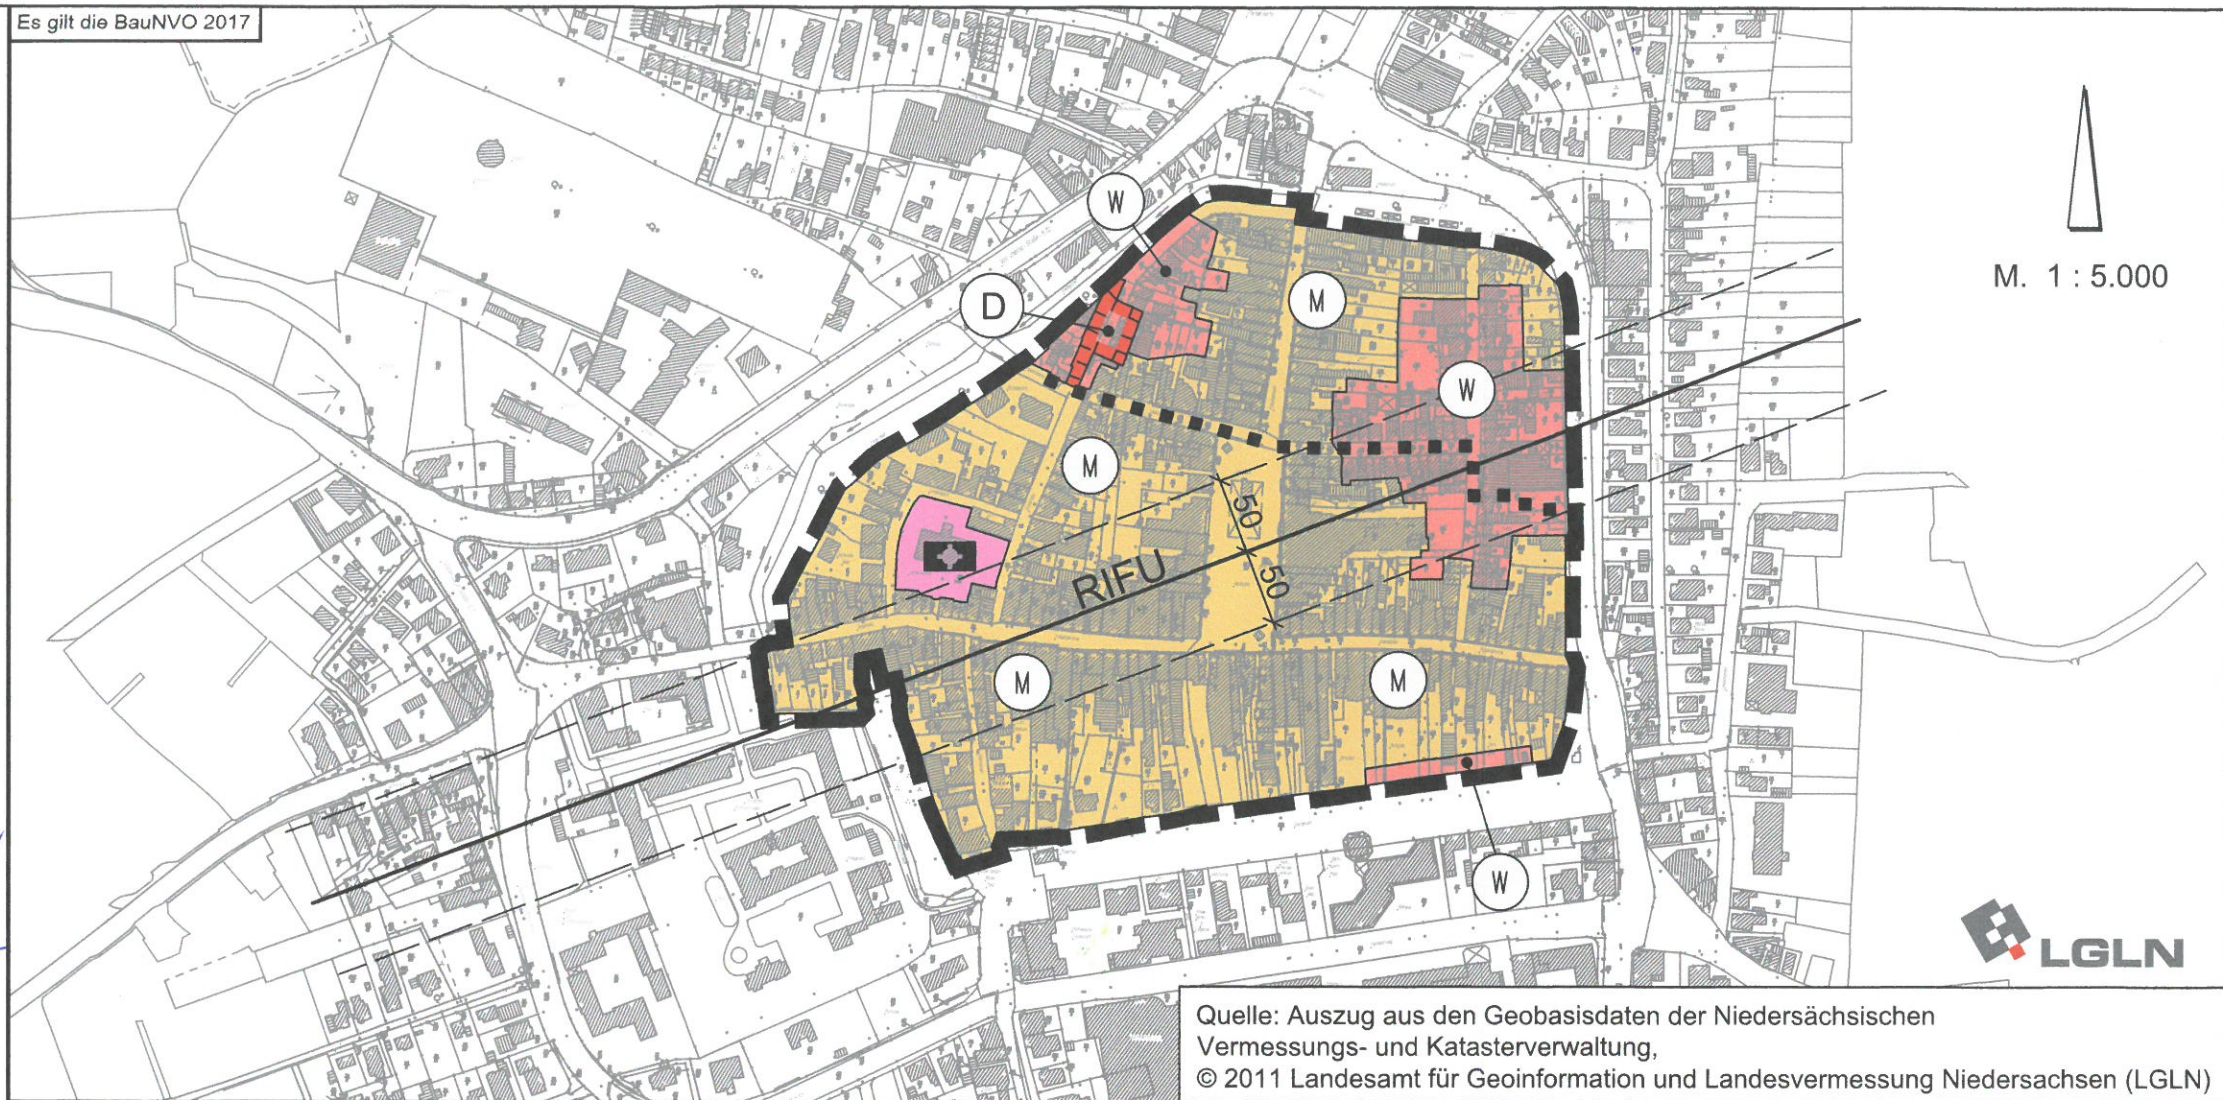 Es gilt die BauNVO 2017
W
D
M
M. 1 : 5.000
W
M
50
RIFU
50
M
M
W
LGLN
Quelle: Auszug aus den Geobasisdaten der Niedersächsischen
Vermessungs- und Katasterverwaltung,
© 2011 Landesamt für Geoinformation und Landesvermessung Niedersachsen (LGLN)